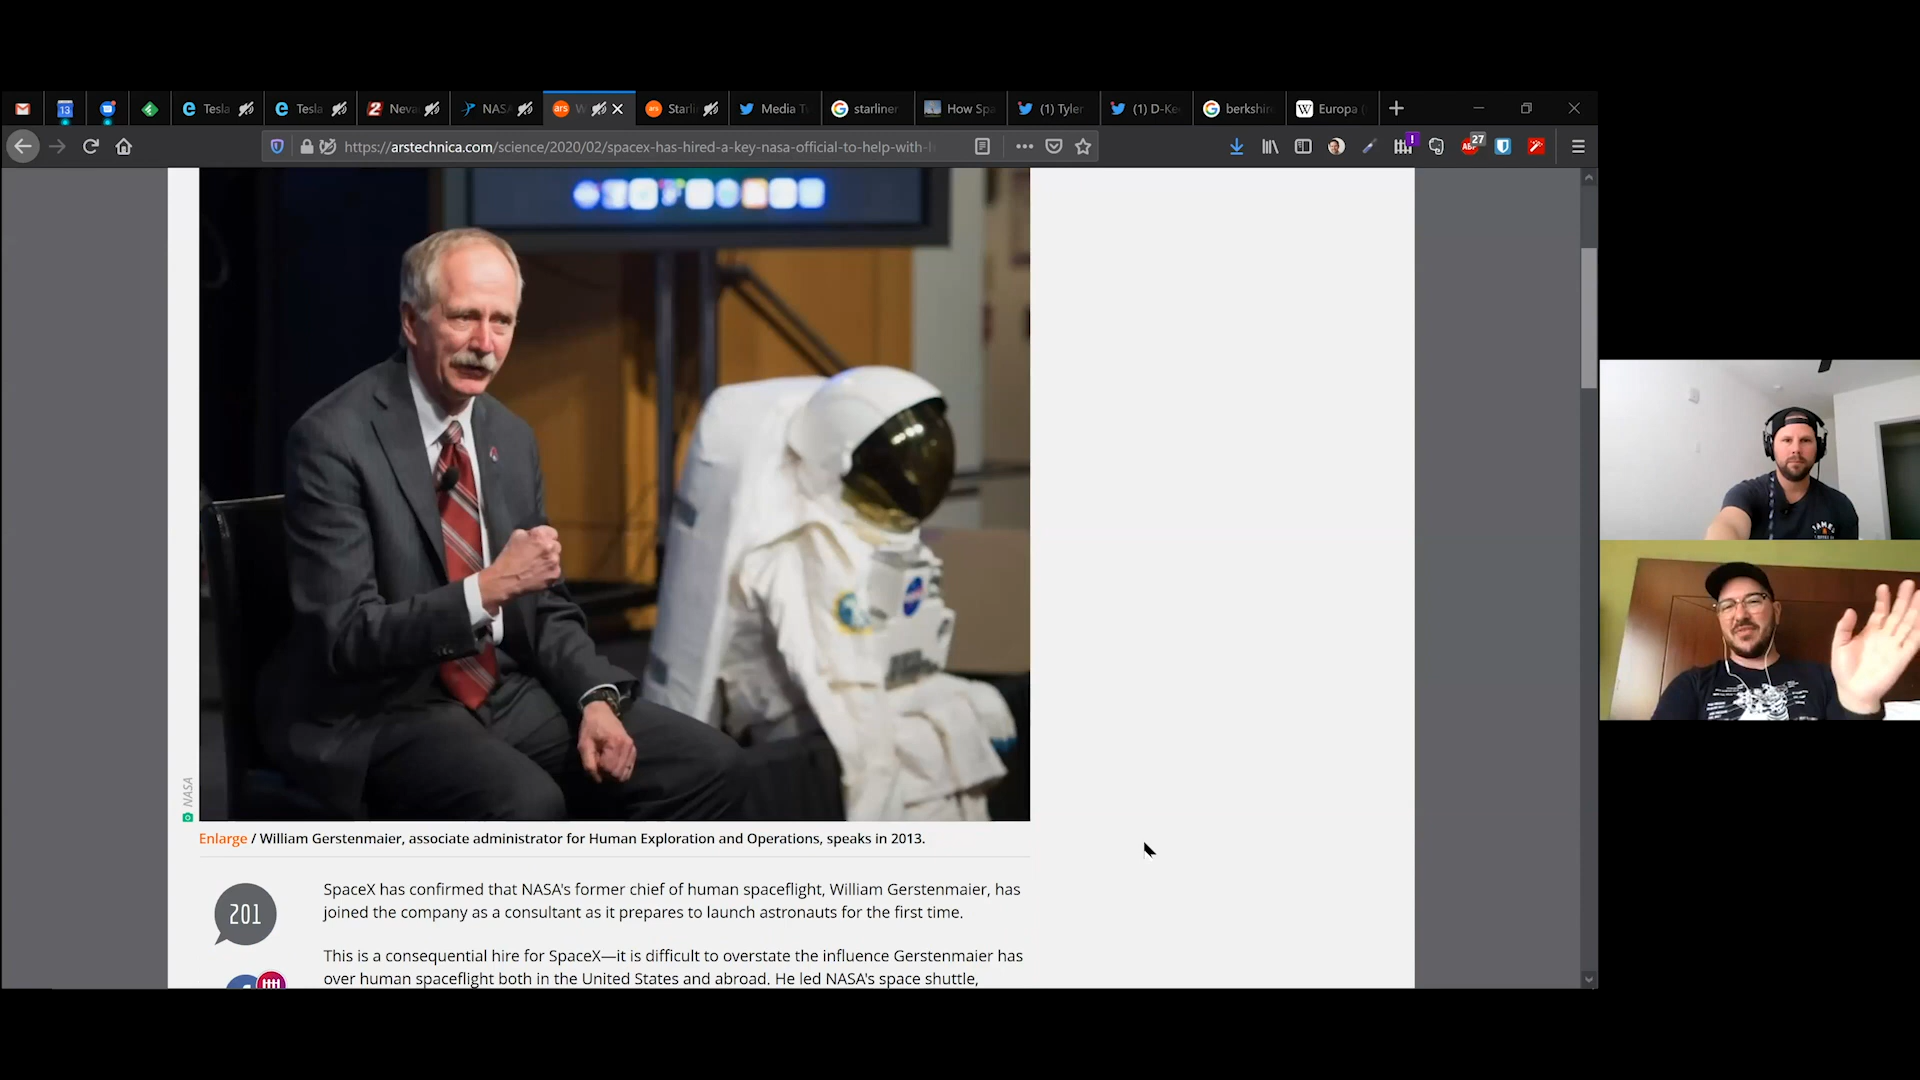 13
Tesla
Tesla
Neva
NASA
W
Starlin
Media T
starliner
How Spa
(1) Tyler
(1) D-Ke
berkshir
Europa (
https://arstechnica.com/science/2020/02/spacex-has-hired-a-key-nasa-official-to-help-with-h
27
NASA
Enlarge / William Gerstenmaier, associate administrator for Human Exploration and Operations, speaks in 2013.
201
SpaceX has confirmed that NASA's former chief of human spaceflight, William Gerstenmaier, has
joined the company as a consultant as it prepares to launch astronauts for the first time.
This is a consequential hire for SpaceX—it is difficult to overstate the influence Gerstenmaier has
over human spaceflight both in the United States and abroad. He led NASA's space shuttle,